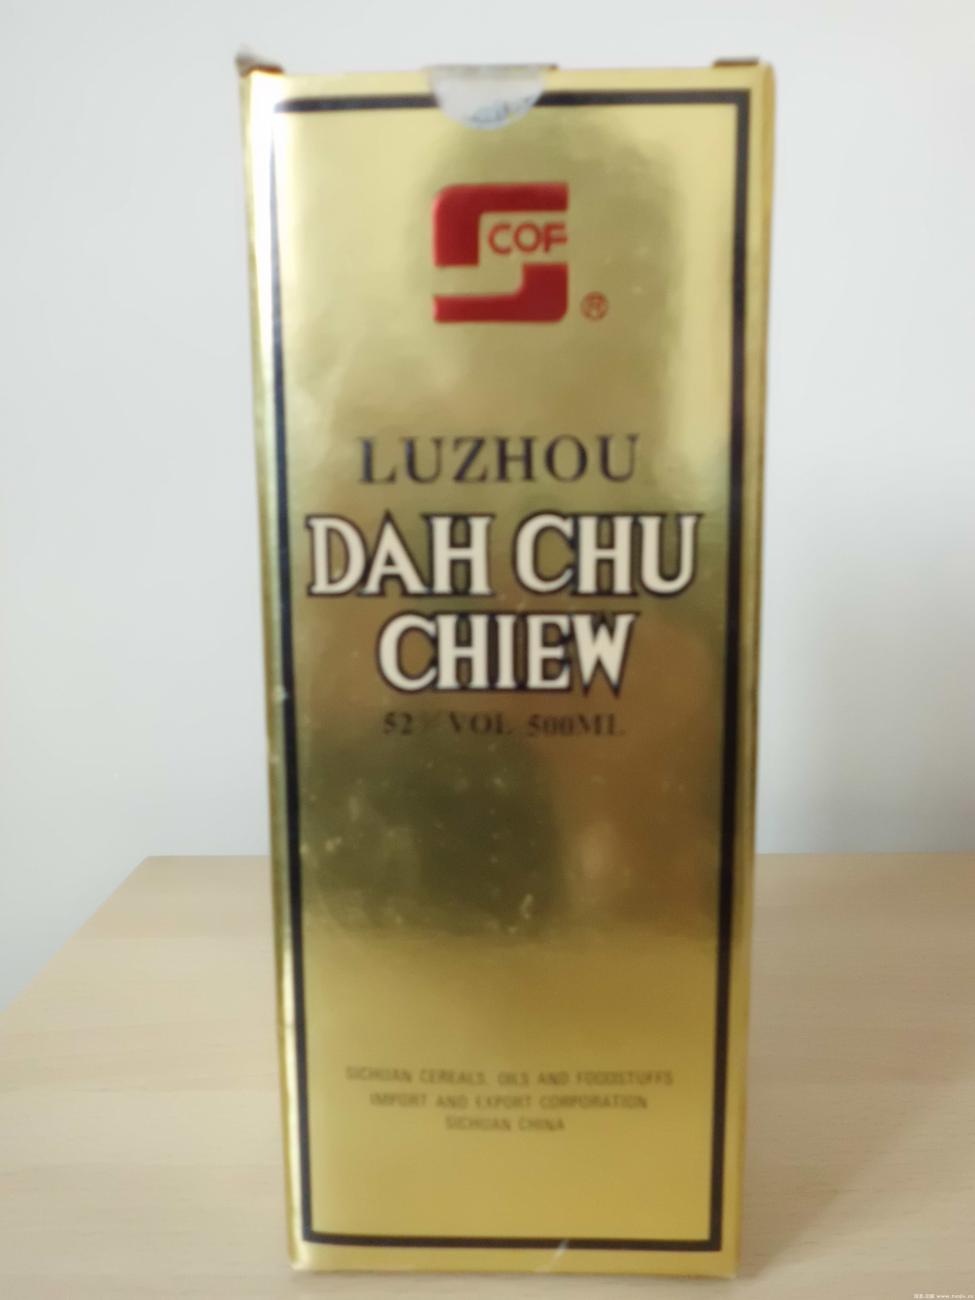 COF
®
LUZHOU
DAH CHU
CHIEW
52% VOL 500ML
SICHUAN CEREALS, OILS AND FOODSTUFFS
IMPORT AND EXPORT CORPORATION
SICHUAN CHINA